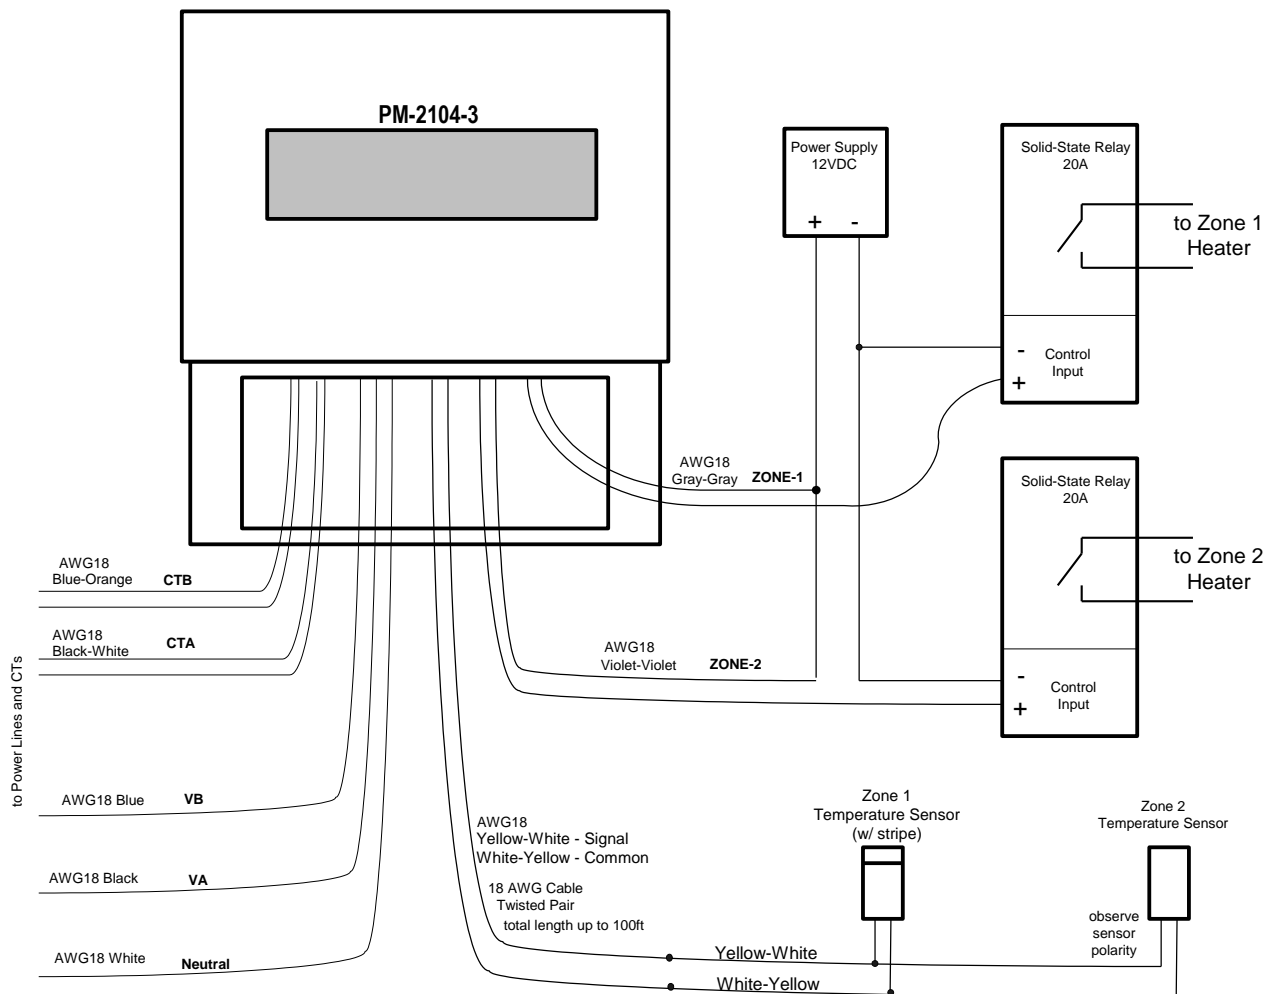 PM-2104-3
Power Supply
12VDC
+ -
Solid-State Relay
20A
to Zone 1
Heater
- Control
+ Input
AWG18
Gray-Gray ZONE-1
Solid-State Relay
20A
to Zone 2
Heater
- Control
+ Input
AWG18
Blue-Orange CTB
AWG18
Black-White CTA
AWG18
Violet-Violet ZONE-2
to Power Lines and CTs
AWG18 Blue VB
AWG18 Black VA
AWG18 White Neutral
AWG18
Yellow-White - Signal
White-Yellow - Common
18 AWG Cable
Twisted Pair
total length up to 100ft
Yellow-White
White-Yellow
Zone 1
Temperature Sensor
(w/ stripe)
Zone 2
Temperature Sensor
observe
sensor
polarity